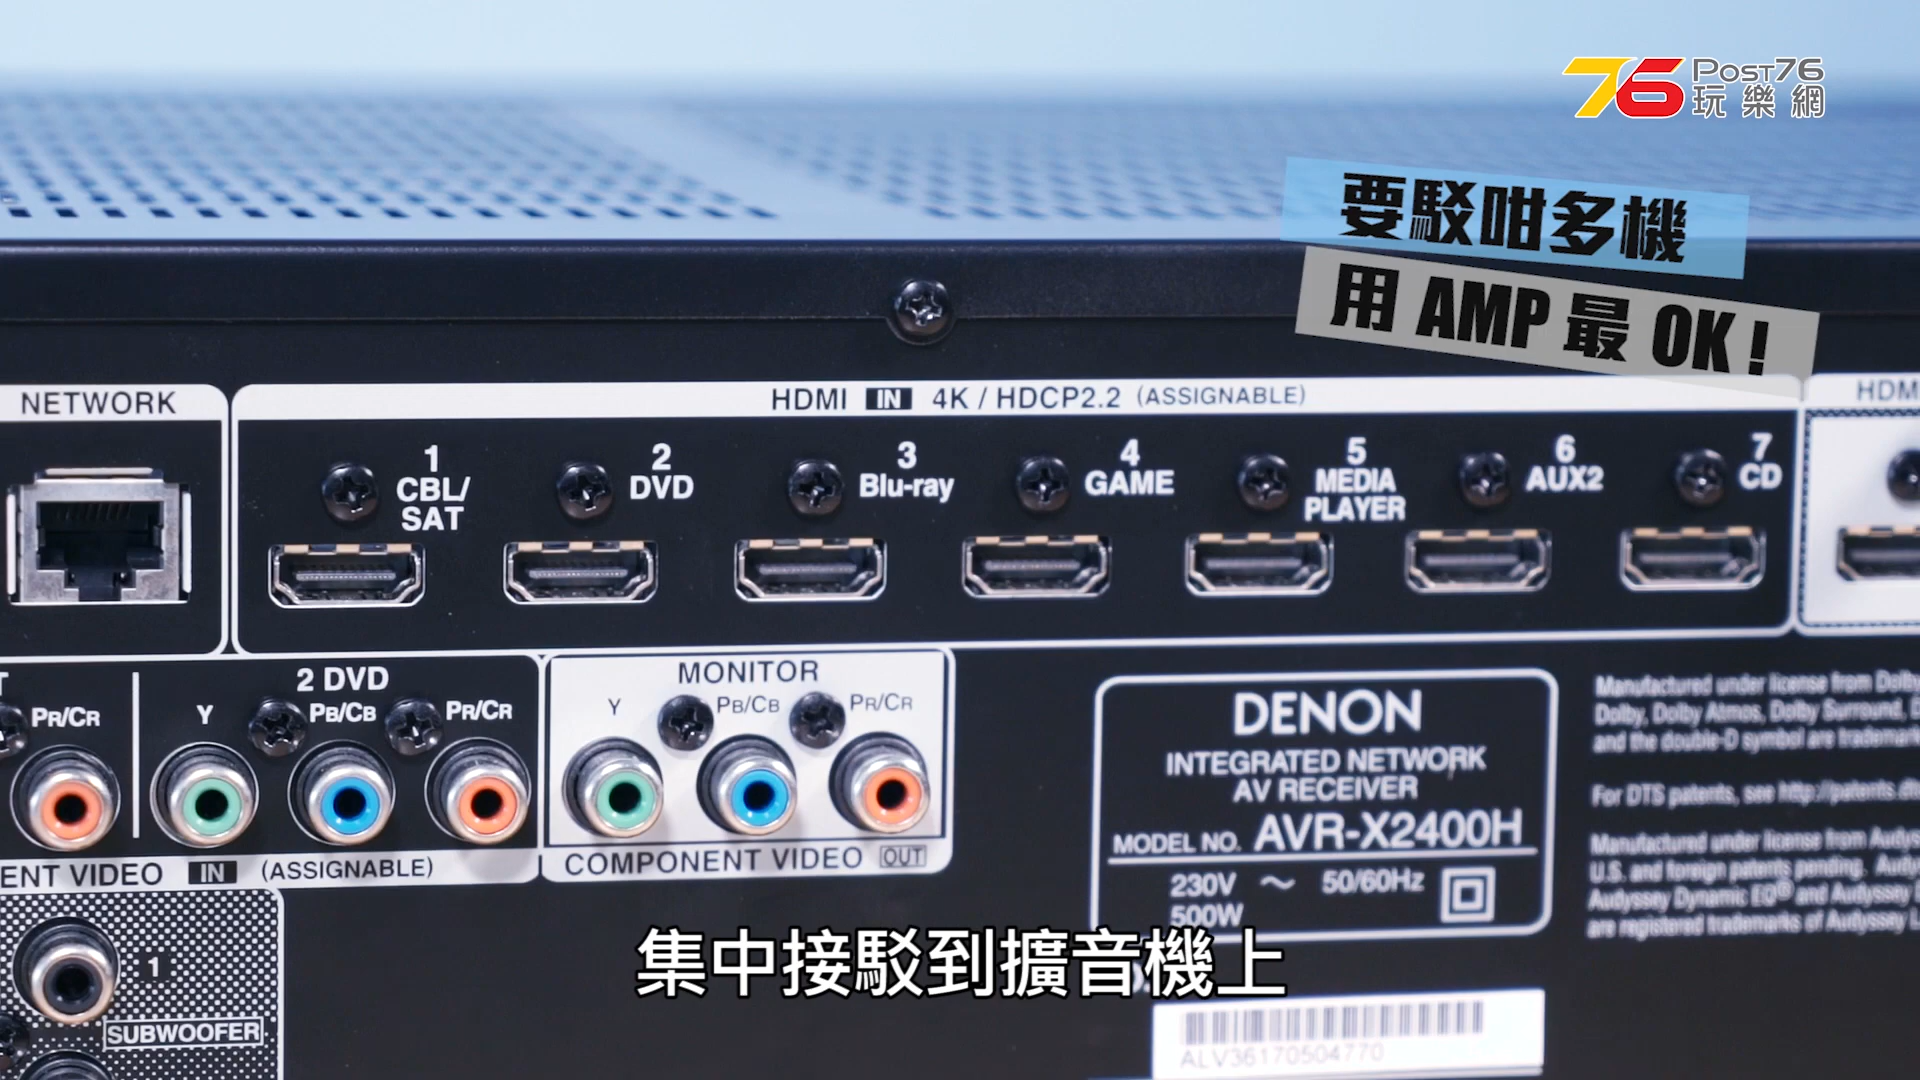 76 POST76
玩樂網
要駁咁多機
用 AMP 最 OK!
NETWORK
HDMI IN 4K / HDCP2.2 (ASSIGNABLE)
HDM
1
CBL/
SAT
2
DVD
3
Blu-ray
4
GAME
5
MEDIA
PLAYER
6
AUX2
7
CD
PR/CR
2 DVD
Y PB/CB PR/CR
ENT VIDEO IN (ASSIGNABLE)
MONITOR
Y PB/CB PR/CR
COMPONENT VIDEO OUT
DENON
INTEGRATED NETWORK
AV RECEIVER
MODEL NO. AVR-X2400H
230V ~ 50/60Hz
500W
Manufactured under license from Dolby
Dolby, Dolby Atmos, Dolby Surround,
and the double-D symbol are trademark
For DTS patents, see http://patents.dt
Manufactured under license from Audys
U.S. and foreign patents pending. Audy
Audyssey Dynamic EQ® and Audyssey
are registered trademarks of Audyssey L
1
SUBWOOFER
集中接駁到擴音機上
ALV36170504770